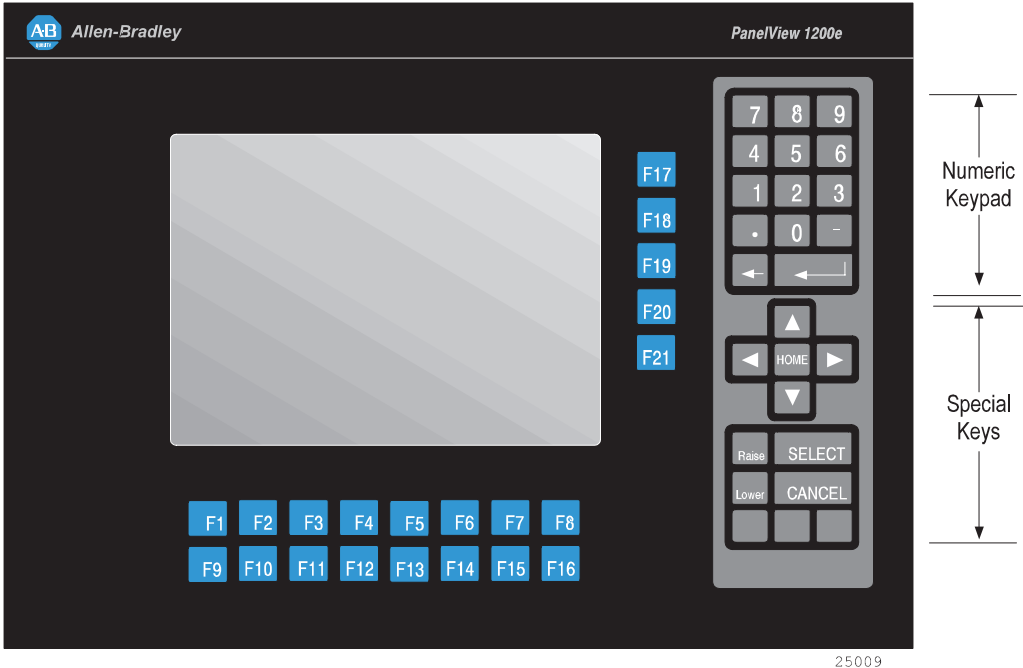 A-B
QUALITY
Allen-Bradley
PanelView 1200e
7 8 9
4 5 6
1 2 3
. 0 -
HOME
Raise SELECT
Lower CANCEL
F17
F18
F19
F20
F21
F1 F2 F3 F4 F5 F6 F7 F8
F9 F10 F11 F12 F13 F14 F15 F16
Numeric
Keypad
Special
Keys
25009